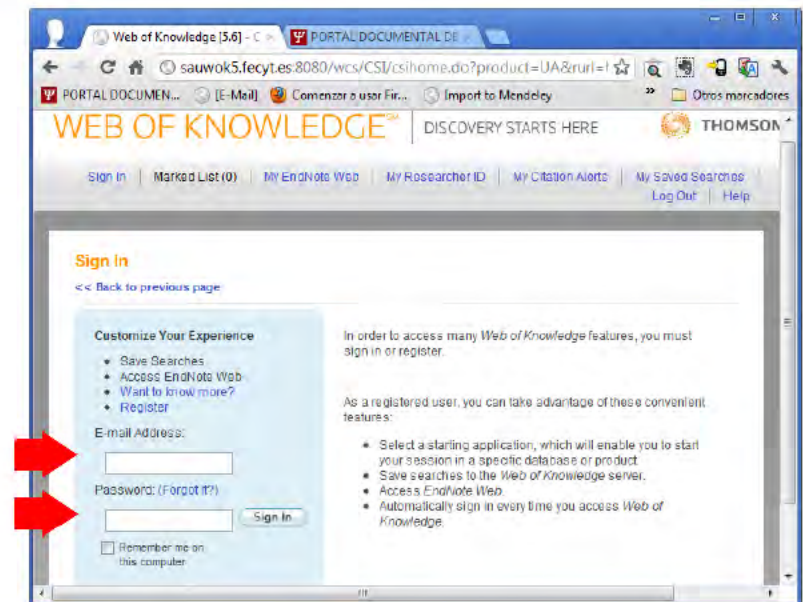 Web of Knowledge [5.6] - C
PORTAL DOCUMENTAL DE
sauwok5.fecyt.es:8080/wcs/CSI/csihome.do?product=UA&rurl=
PORTAL DOCUMEN...
[E-Mail]
Comenzar a usar Fir...
Import to Mendeley
»
Otros marcadores
WEB OF KNOWLEDGE℠
DISCOVERY STARTS HERE
THOMSON
Sign In | Marked List (0) | My EndNote Web | My Researcher ID | My Citation Alerts | My Saved Searches
Log Out | Help
Sign In
<< Back to previous page
Customize Your Experience
• Save Searches
• Access EndNote Web
• Want to know more?
• Register
E-mail Address:
Password: (Forgot It?)
Sign In
Remember me on
this computer
In order to access many Web of Knowledge features, you must
sign in or register.
As a registered user, you can take advantage of these convenient
features:
• Select a starting application, which will enable you to start
your session in a specific database or product
• Save searches to the Web of Knowledge server.
• Access EndNote Web.
• Automatically sign in every time you access Web of
Knowledge.